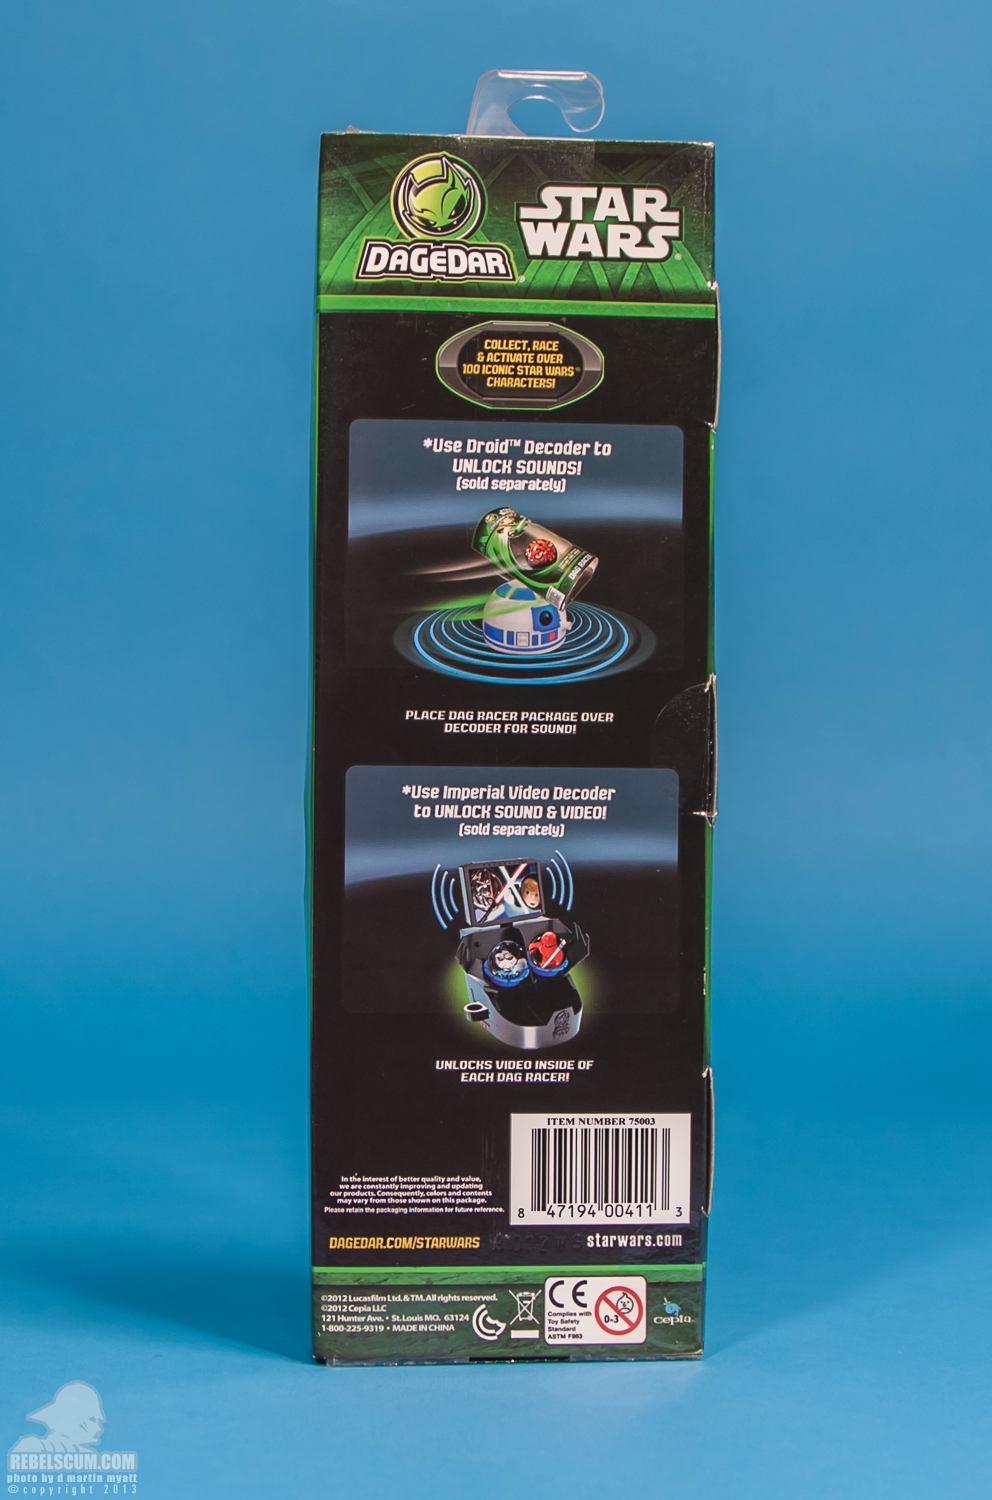 DAGEDAR®
STAR
WARS®
COLLECT, RACE
& ACTIVATE OVER
100 ICONIC STAR WARS®
CHARACTERS!
*Use Droid™ Decoder to
UNLOCK SOUNDS!
(sold separately)
DAG RACER
PLACE DAG RACER PACKAGE OVER
DECODER FOR SOUND!
*Use Imperial Video Decoder
to UNLOCK SOUND & VIDEO!
(sold separately)
UNLOCKS VIDEO INSIDE OF
EACH DAG RACER!
ITEM NUMBER 75003
8 47194 00411 3
In the interest of better quality and value,
we are constantly improving and updating
our products. Consequently, colors and contents
may vary from those shown on this package.
Please retain the packaging information for future reference.
DAGEDAR.COM/STARWARS
starwars.com
©2012 Lucasfilm Ltd. & TM. All rights reserved.
©2012 Cepia LLC
121 Hunter Ave. • St. Louis MO. 63124
1-800-225-9319 • MADE IN CHINA
CE
Complies with
Toy Safety
Standard
ASTM F963
0-3
cepia
REBELSCUM.COM
photo by d martin myatt
© copyright 2013